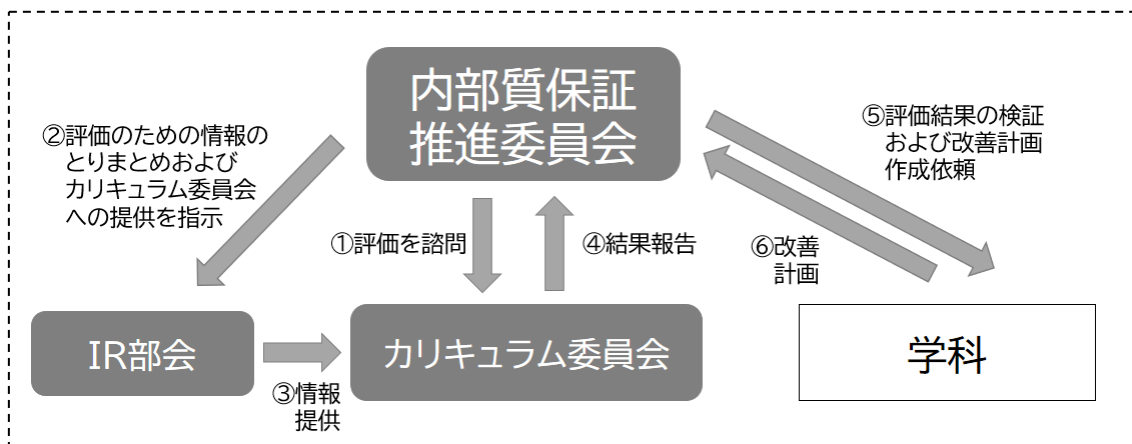 内部質保証
推進委員会
②評価のための情報の
とりまとめおよび
カリキュラム委員会
への提供を指示
①評価を諮問
④結果報告
⑤評価結果の検証
および改善計画
作成依頼
⑥改善
計画
IR部会
③情報
提供
カリキュラム委員会
学科